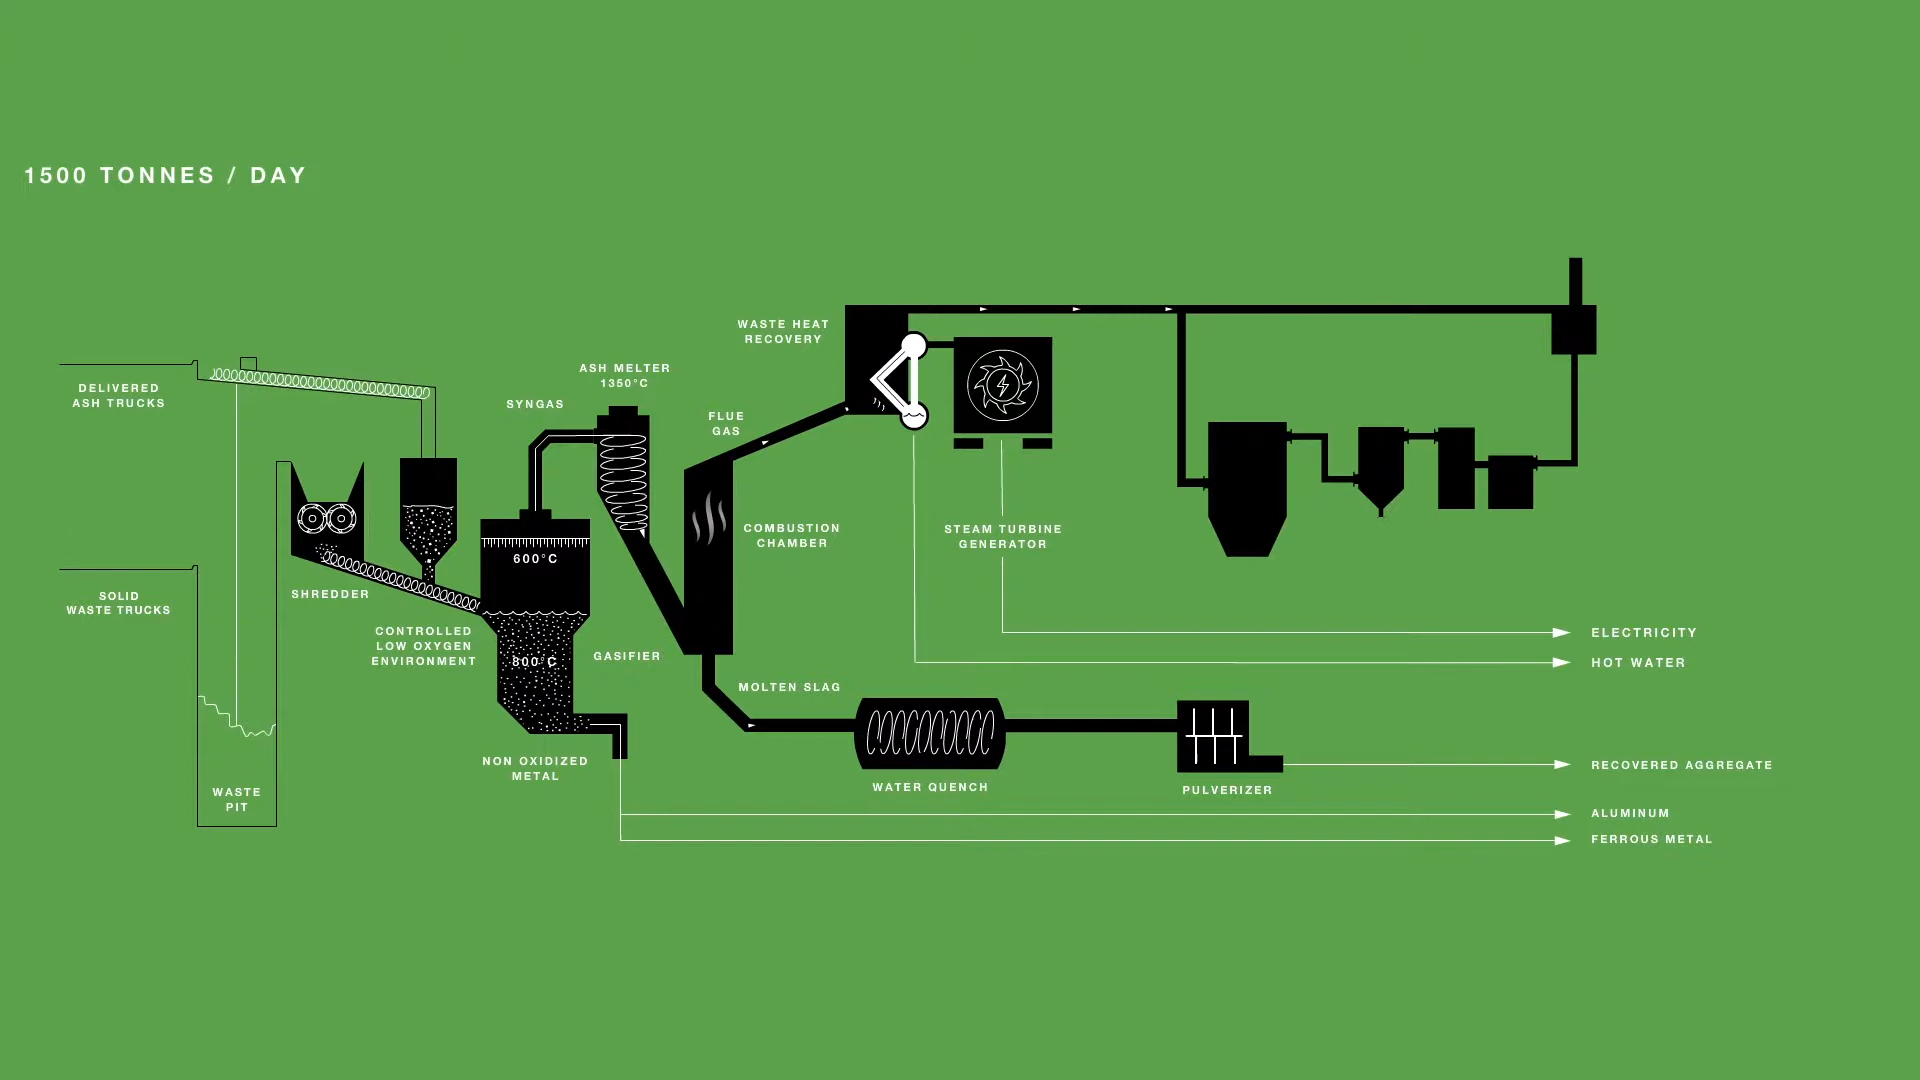 1500 TONNES / DAY
DELIVERED
ASH TRUCKS
SOLID
WASTE TRUCKS
WASTE
PIT
SHREDDER
CONTROLLED
LOW OXYGEN
ENVIRONMENT
SYNGAS
600°C
800°C
GASIFIER
NON OXIDIZED
METAL
ASH MELTER
1350°C
FLUE
GAS
COMBUSTION
CHAMBER
MOLTEN SLAG
WASTE HEAT
RECOVERY
STEAM TURBINE
GENERATOR
WATER QUENCH
PULVERIZER
ELECTRICITY
HOT WATER
RECOVERED AGGREGATE
ALUMINUM
FERROUS METAL